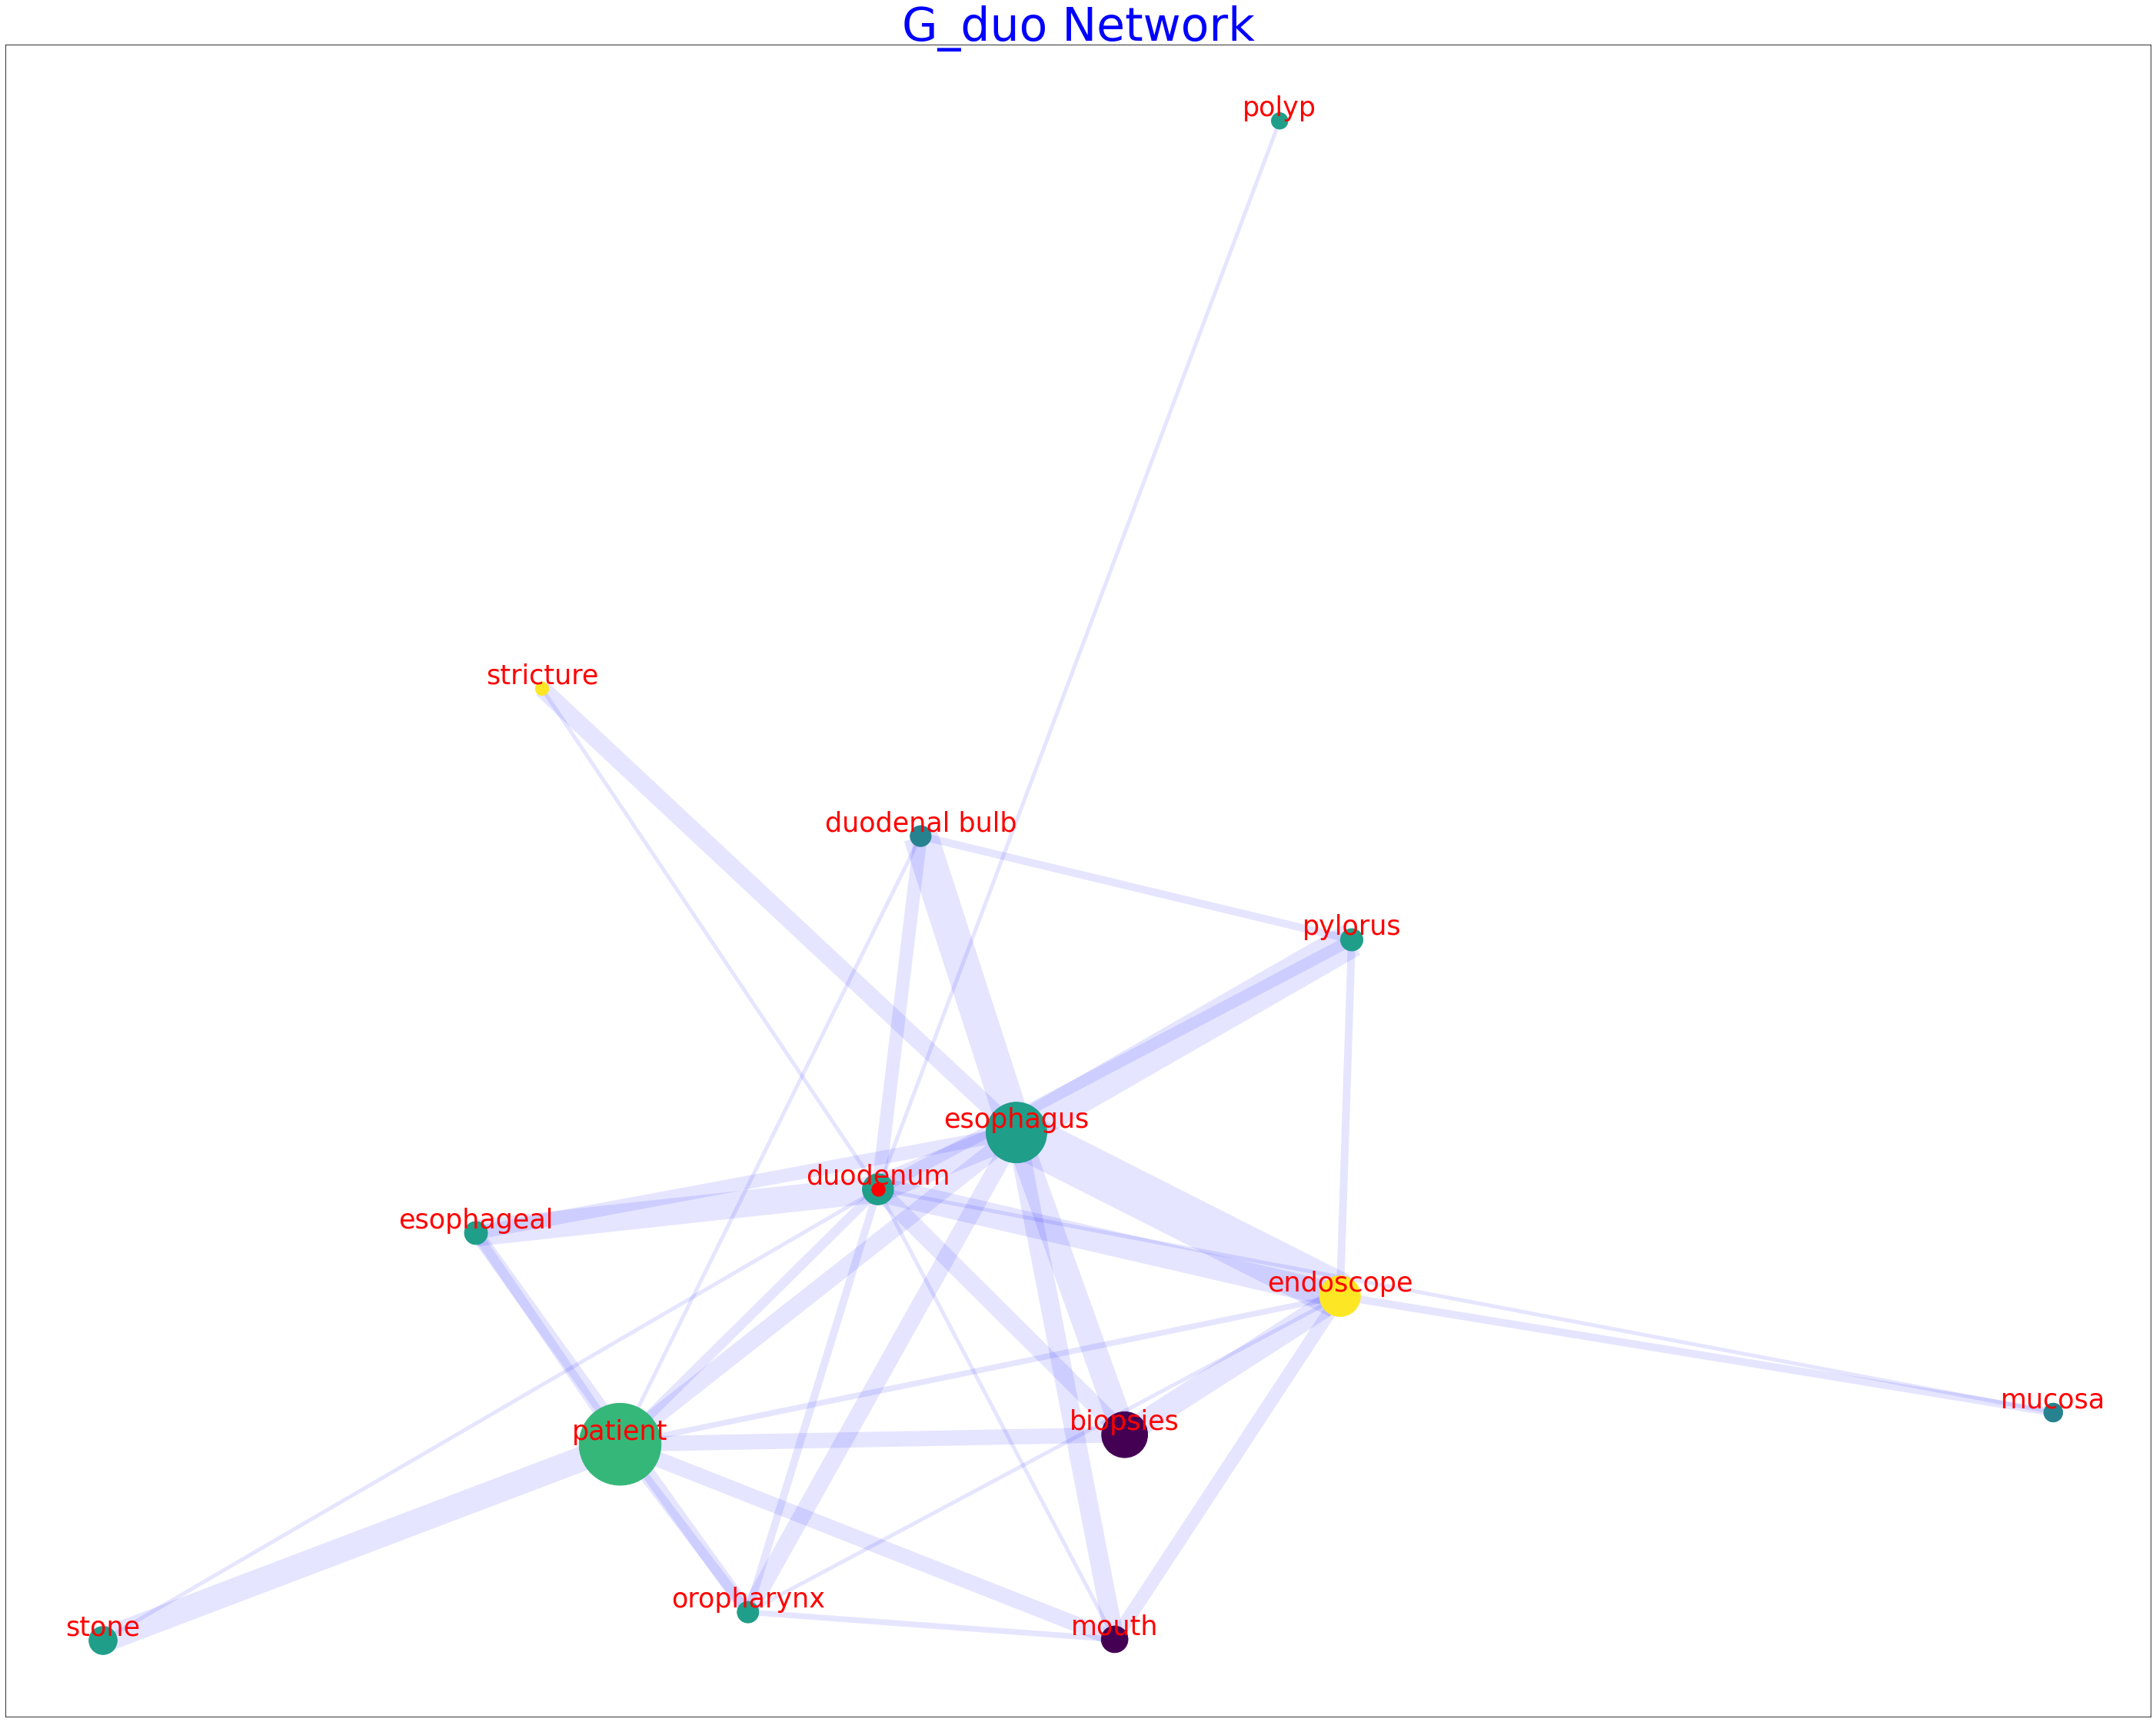 G_duo Network
polyp
stricture
duodenal bulb
pylorus
esophagus
duodenum
esophageal
endoscope
mucosa
biopsies
patient
oropharynx
mouth
stone